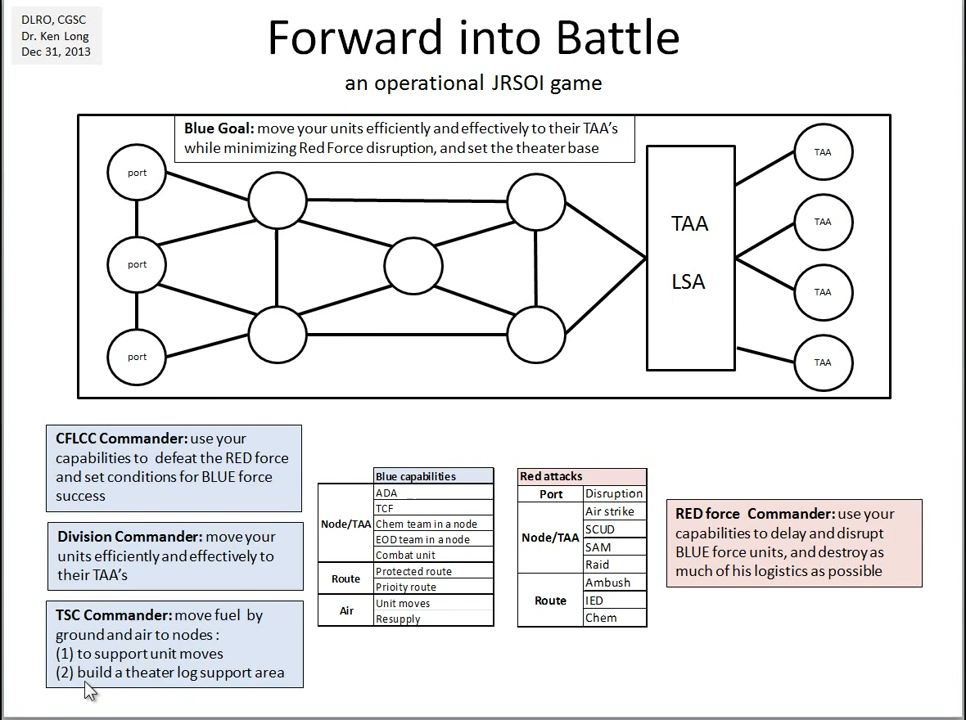 DLRO, CGSC
Dr. Ken Long
Dec 31, 2013
Forward into Battle
an operational JRSOI game
Blue Goal: move your units efficiently and effectively to their TAA's
while minimizing Red Force disruption, and set the theater base
port
port
port
TAA
LSA
TAA
TAA
TAA
TAA
CFLCC Commander: use your
capabilities to defeat the RED force
and set conditions for BLUE force
success
Division Commander: move your
units efficiently and effectively to
their TAA's
TSC Commander: move fuel by
ground and air to nodes :
(1) to support unit moves
(2) build a theater log support area
Blue capabilities
Node/TAA
ADA
TCF
Chem team in a node
EOD team in a node
Combat unit
Route
Protected route
Prioity route
Air
Unit moves
Resupply
Red attacks
Port
Disruption
Node/TAA
Air strike
SCUD
SAM
Raid
Route
Ambush
IED
Chem
RED force Commander: use your
capabilities to delay and disrupt
BLUE force units, and destroy as
much of his logistics as possible